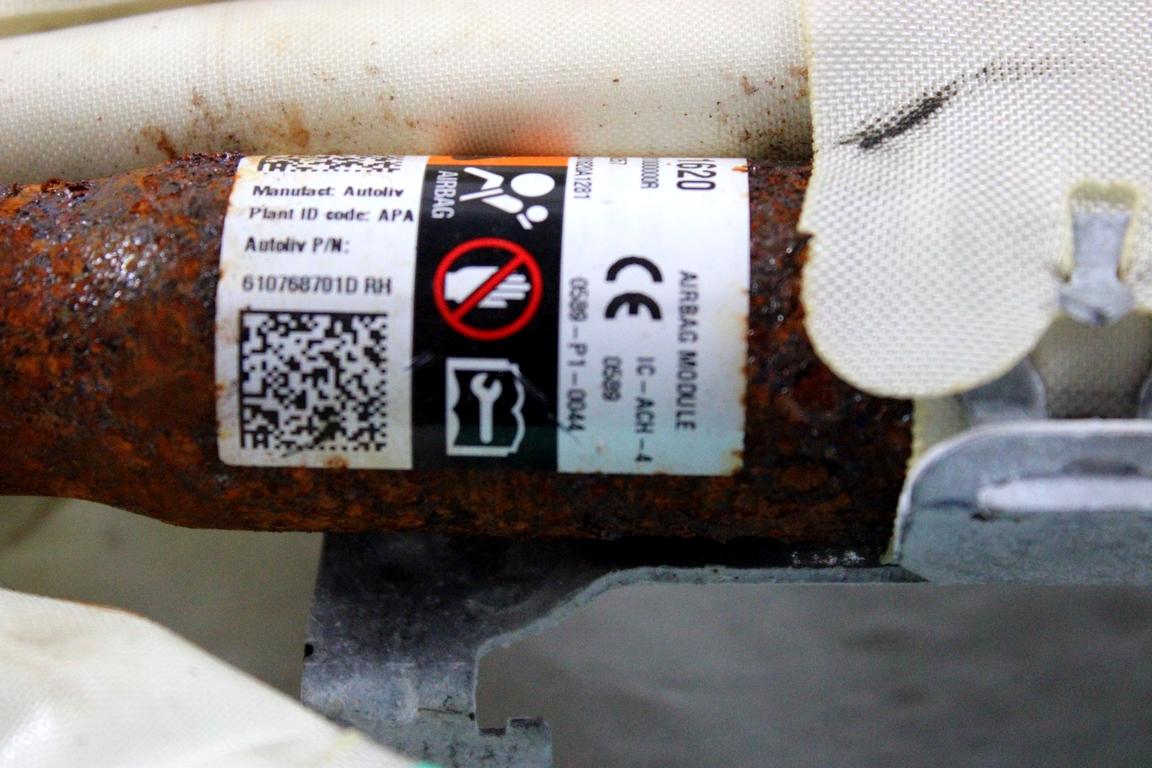 Manufact: Autoliv
Plant ID code: APA
Autoliv P/N:
610768701D RH
AIRBAG
1620
AIRBAG MODULE
IC-ACH-4
CE
0589
0589-P1-0044